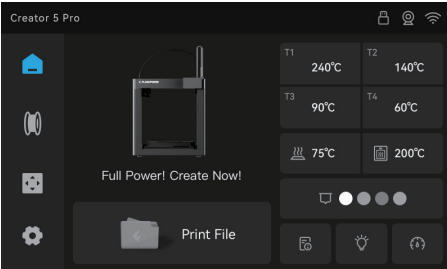 Creator 5 Pro
T1
240℃
T2
140℃
T3
90℃
T4
60℃
75℃
200℃
Full Power! Create Now!
Print File